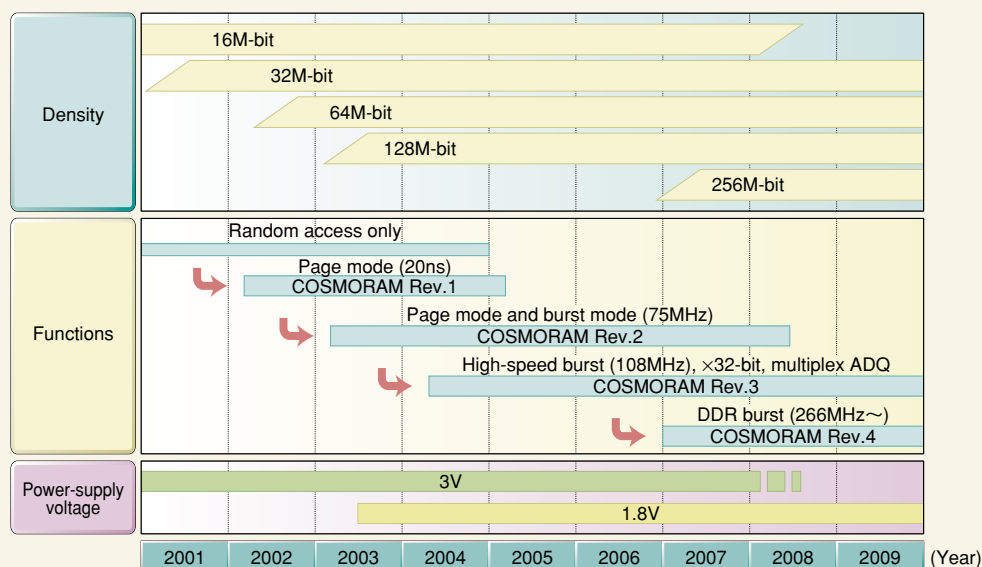 Density
16M-bit
32M-bit
64M-bit
128M-bit
256M-bit
Functions
Random access only
Page mode (20ns)
COSMORAM Rev.1
Page mode and burst mode (75MHz)
COSMORAM Rev.2
High-speed burst (108MHz), ×32-bit, multiplex ADQ
COSMORAM Rev.3
DDR burst (266MHz～)
COSMORAM Rev.4
Power-supply
voltage
3V
1.8V
2001 2002 2003 2004 2005 2006 2007 2008 2009 (Year)